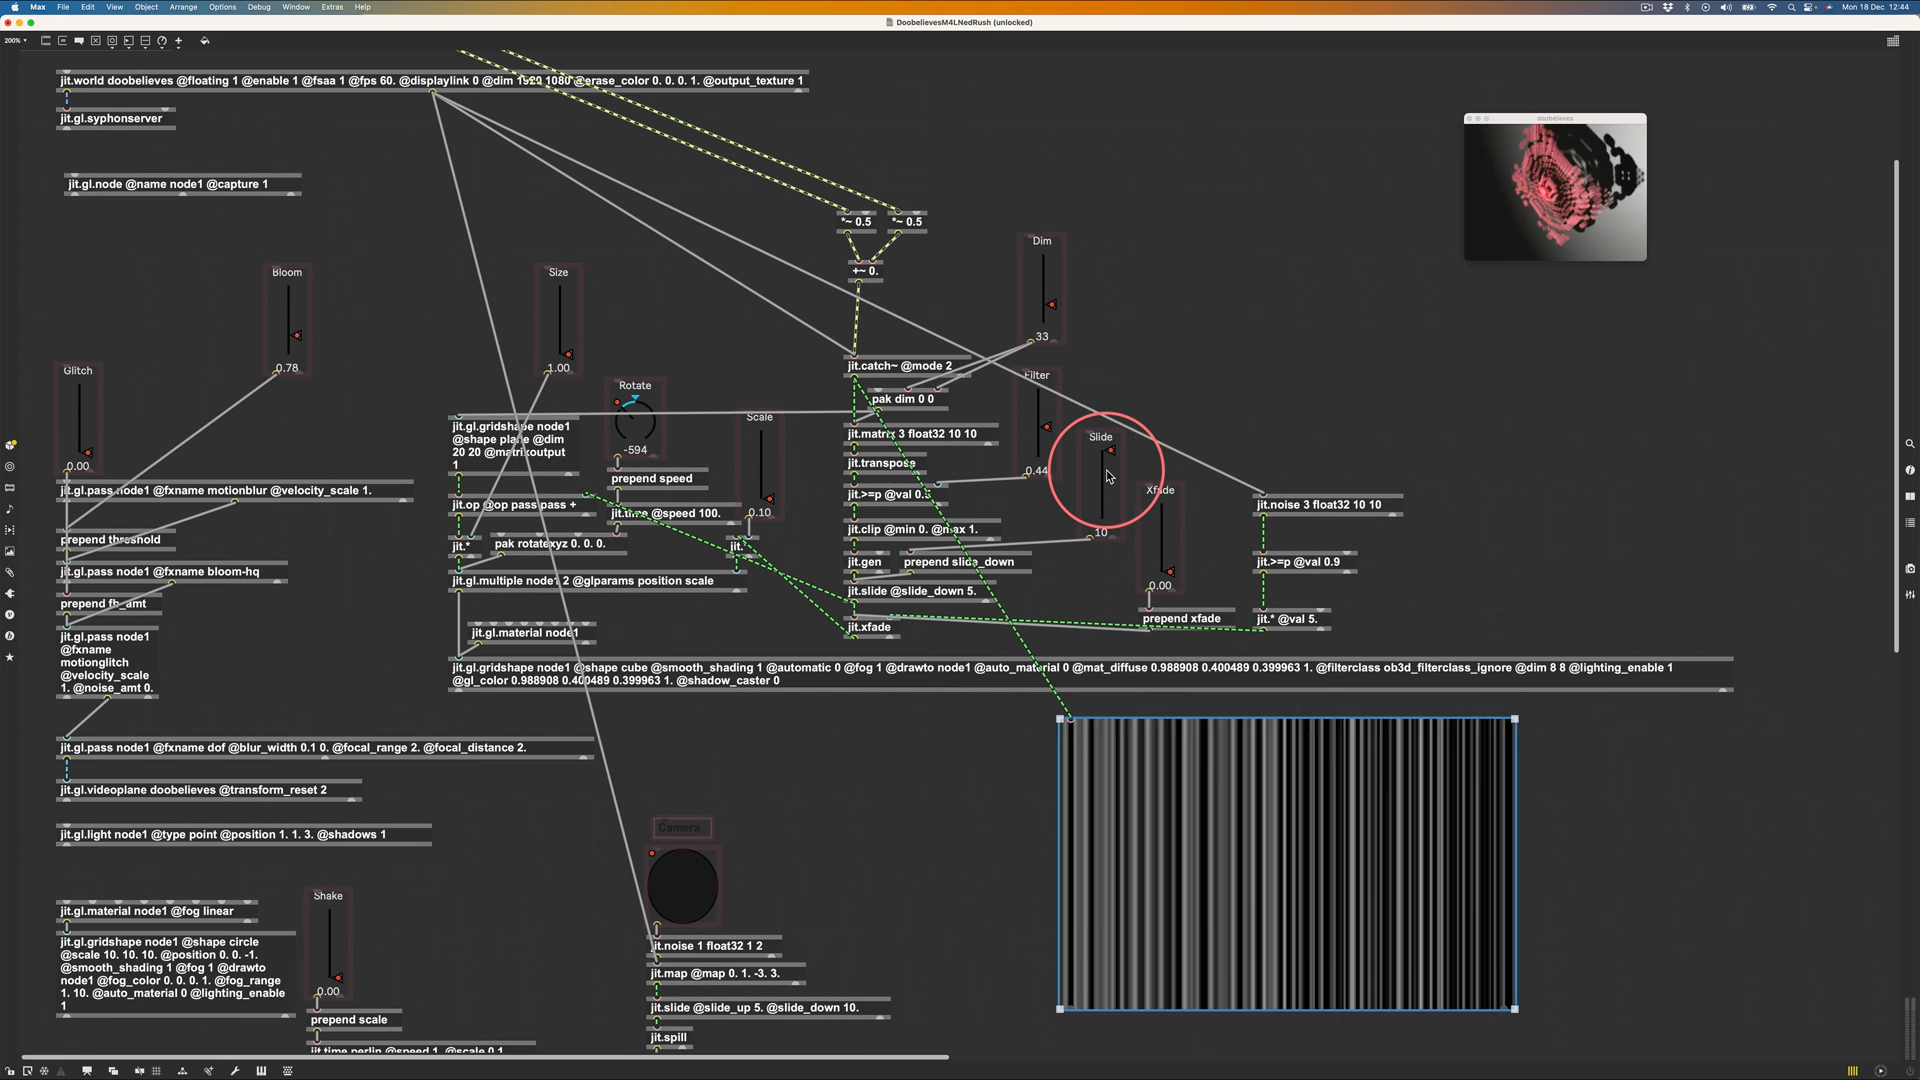 Max File Edit View Object Arrange Options Debug Window Extras Help
Mon 18 Dec 12:44
DoobelievesM4LNedRush (unlocked)
200%
jit.world doobelieves @floating 1 @enable 1 @fsaa 1 @fps 60. @displaylink 0 @dim 1920 1080 @erase_color 0. 0. 0. 1. @output_texture 1
jit.gl.syphonserver
doobelieves
jit.gl.node @name node1 @capture 1
*~ 0.5
*~ 0.5
+~ 0.
Dim
33
Bloom
0.78
Size
1.00
Glitch
0.00
Rotate
-594
Scale
0.10
jit.catch~ @mode 2
pak dim 0 0
jit.matrix 3 float32 10 10
jit.transpose
jit.>=p @val 0.5
jit.clip @min 0. @max 1.
jit.gen
prepend slide_down
jit.slide @slide_down 5.
jit.xfade
Filter
0.44
Slide
10
Xfade
0.00
prepend xfade
jit.noise 3 float32 10 10
jit.>=p @val 0.9
jit.* @val 5.
jit.gl.gridshape node1
@shape plane @dim
20 20 @matrixoutput
1
prepend speed
jit.time @speed 100.
jit.op @op pass pass +
jit.*
pak rotatexyz 0. 0. 0.
jit.
jit.gl.multiple node1 2 @glparams position scale
jit.gl.material node1
jit.gl.gridshape node1 @shape cube @smooth_shading 1 @automatic 0 @fog 1 @drawto node1 @auto_material 0 @mat_diffuse 0.988908 0.400489 0.399963 1. @filterclass ob3d_filterclass_ignore @dim 8 8 @lighting_enable 1
@gl_color 0.988908 0.400489 0.399963 1. @shadow_caster 0
jit.gl.pass node1 @fxname motionblur @velocity_scale 1.
prepend threshold
jit.gl.pass node1 @fxname bloom-hq
prepend fb_amt
jit.gl.pass node1
@fxname
motionglitch
@velocity_scale
1. @noise_amt 0.
jit.gl.pass node1 @fxname dof @blur_width 0.1 0. @focal_range 2. @focal_distance 2.
jit.gl.videoplane doobelieves @transform_reset 2
jit.gl.light node1 @type point @position 1. 1. 3. @shadows 1
jit.gl.material node1 @fog linear
jit.gl.gridshape node1 @shape circle
@scale 10. 10. 10. @position 0. 0. -1.
@smooth_shading 1 @fog 1 @drawto
node1 @fog_color 0. 0. 0. 1. @fog_range
1. 10. @auto_material 0 @lighting_enable
1
Shake
0.00
prepend scale
jit.time.perlin @speed 1. @scale 0.1
Camera
jit.noise 1 float32 1 2
jit.map @map 0. 1. -3. 3.
jit.slide @slide_up 5. @slide_down 10.
jit.spill